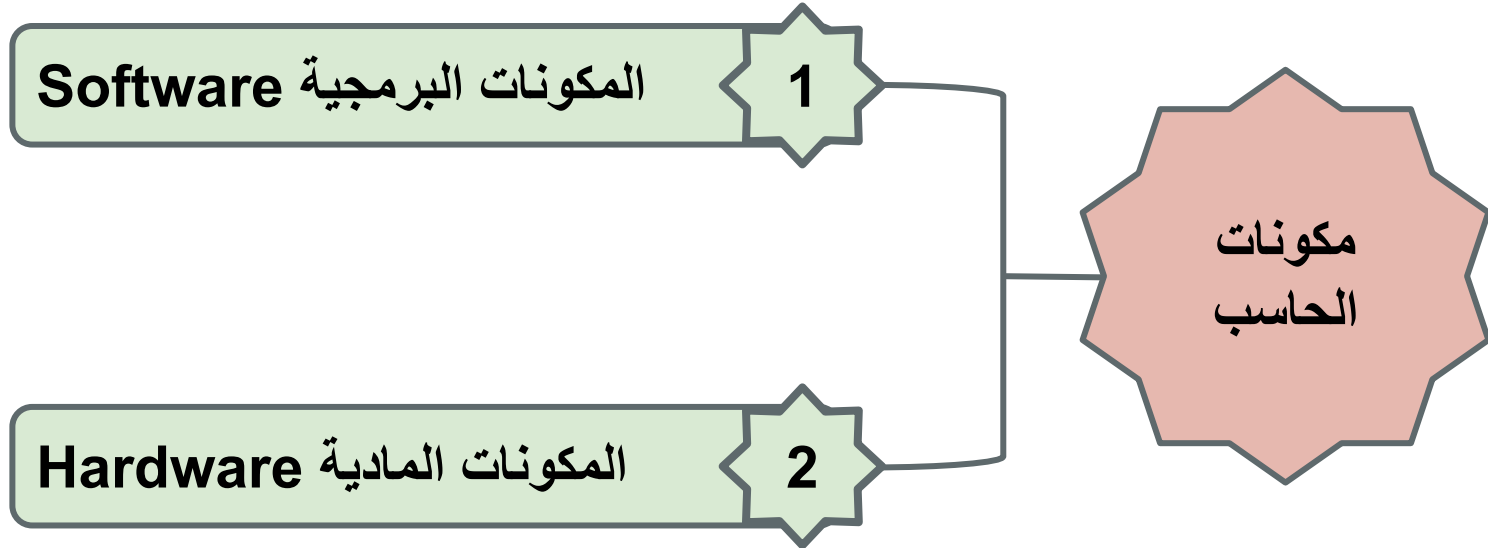 مكونات
الحاسب
1
المكونات البرمجية Software
2
المكونات المادية Hardware